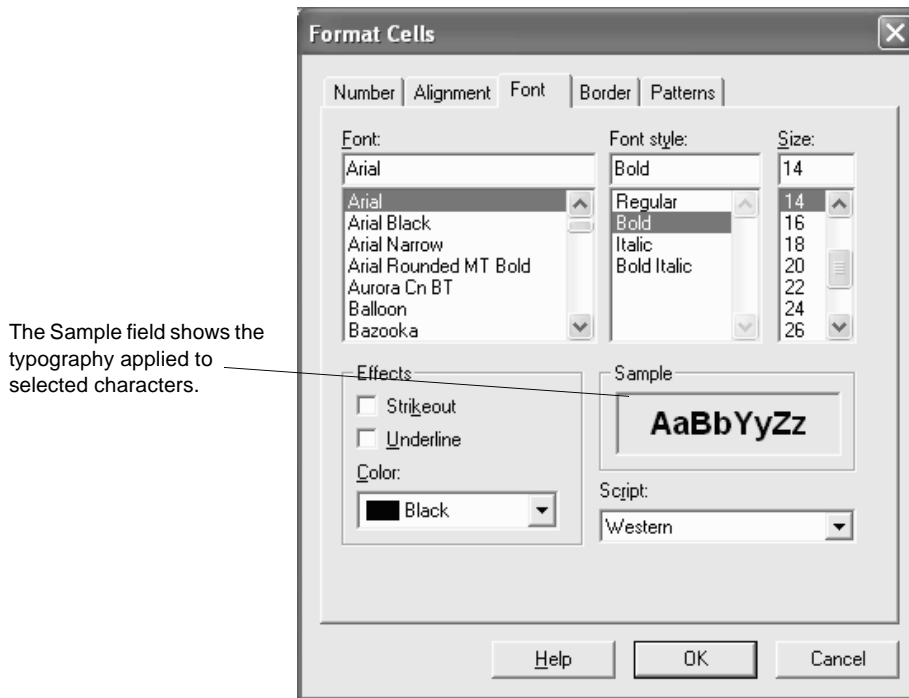 Format Cells
Number
Alignment
Font
Border
Patterns
Font:
Font style:
Size:
Arial
Bold
14
Arial
Arial Black
Arial Narrow
Arial Rounded MT Bold
Aurora Cn BT
Balloon
Bazooka
Regular
Bold
Italic
Bold Italic
14
16
18
20
22
24
26
The Sample field shows the
typography applied to
selected characters.
Effects
Strikeout
Underline
Color:
Black
Sample
AaBbYyZz
Script:
Western
Help
OK
Cancel